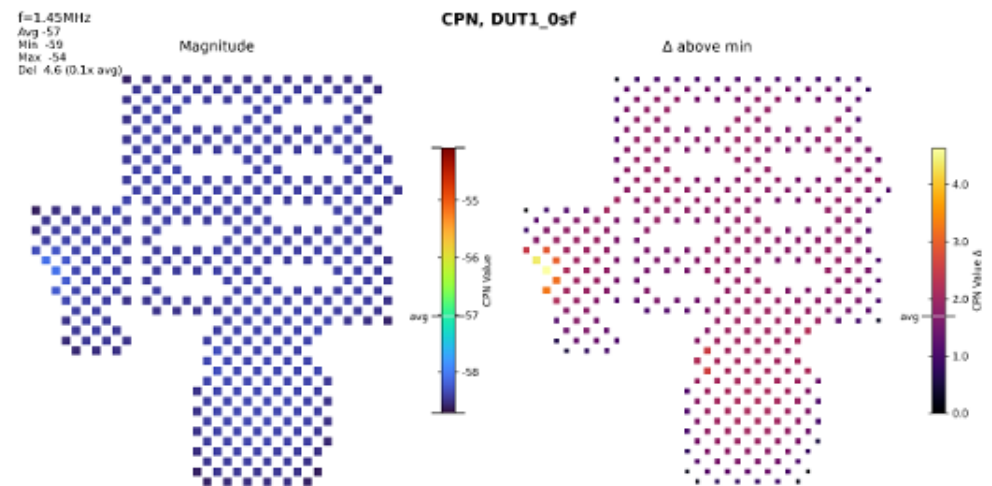 CPN, DUT1_0sf
f=1.45MHz
Avg -57
Min -59
Max -54
Del 4.6 (0.1x avg)
Magnitude
Δ above min
-55
-56
-57
-58
avg
CPN Value
4.0
3.0
2.0
1.0
0.0
avg
CPN Value Δ